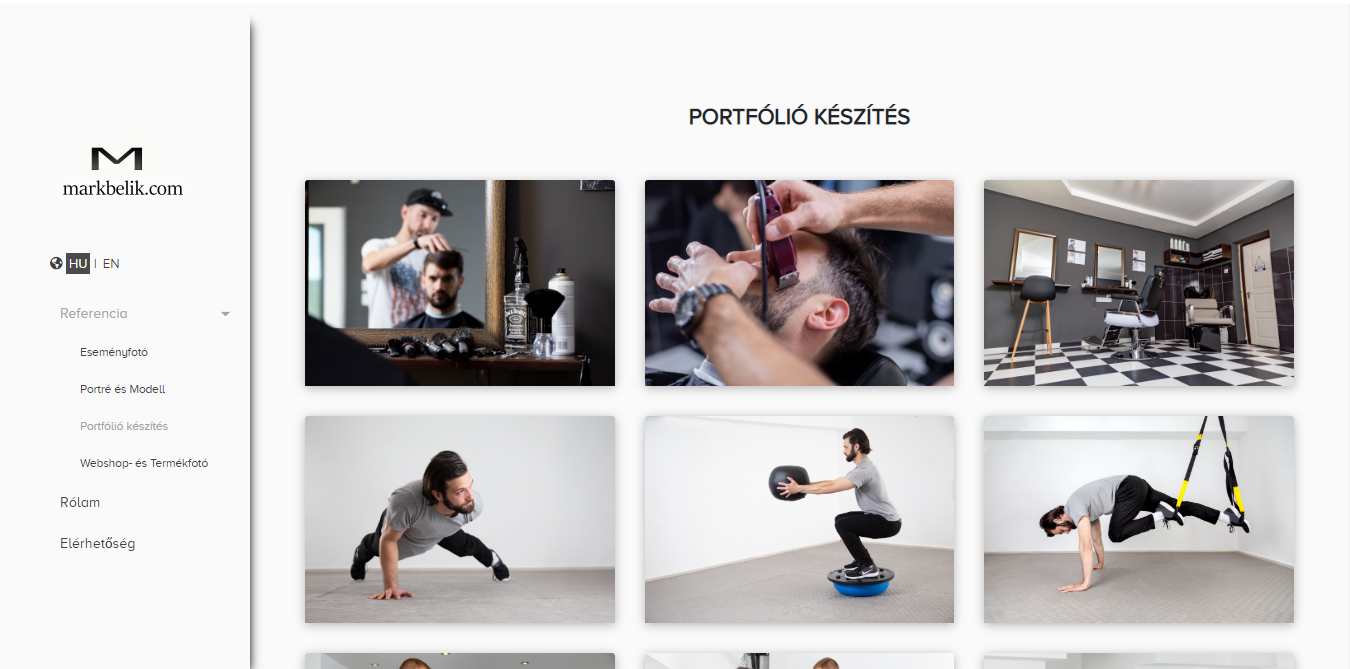 markbelik.com
HU | EN
Referencia
Eseményfotó
Portré és Modell
Portfólió készítés
Webshop- és Termékfotó
Rólam
Elérhetőség
PORTFÓLIÓ KÉSZÍTÉS